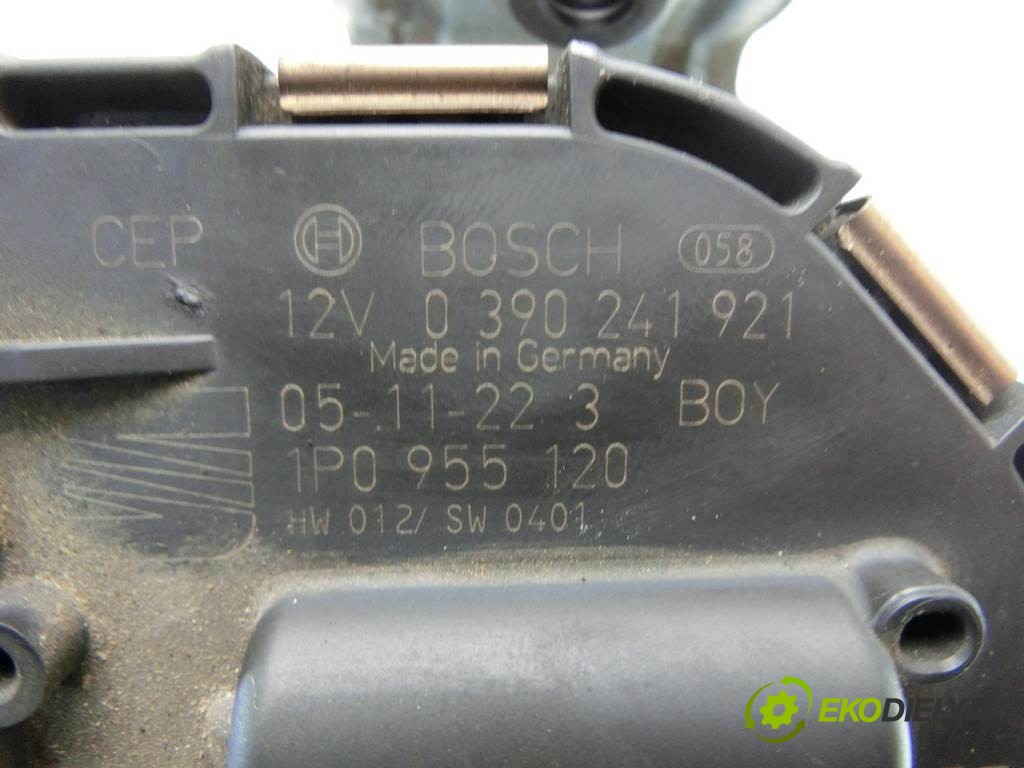 CEP BOSCH 058
12V 0 390 241 921
Made in Germany
05-11-22 3 BOY
1P0 955 120
HW 012/ SW 0401
EKODIELY